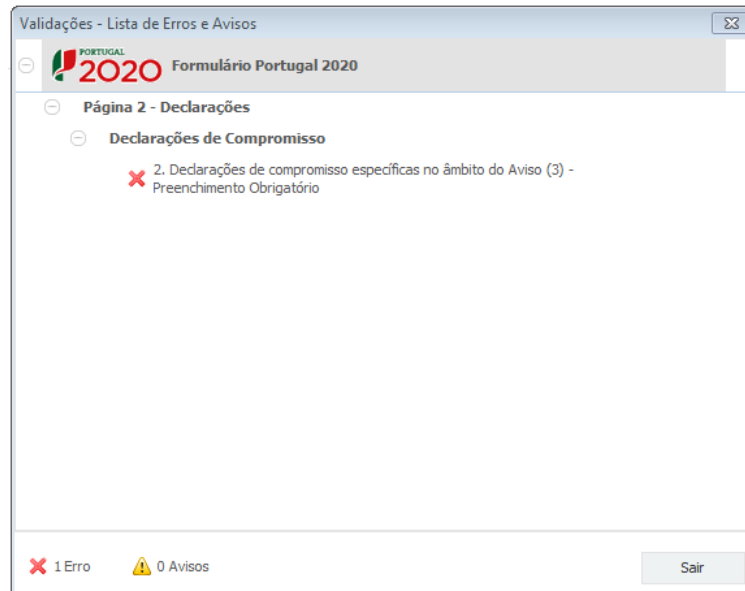 Validações - Lista de Erros e Avisos
PORTUGAL
2020 Formulário Portugal 2020
Página 2 - Declarações
Declarações de Compromisso
2. Declarações de compromisso específicas no âmbito do Aviso (3) -
Preenchimento Obrigatório
1 Erro 0 Avisos Sair